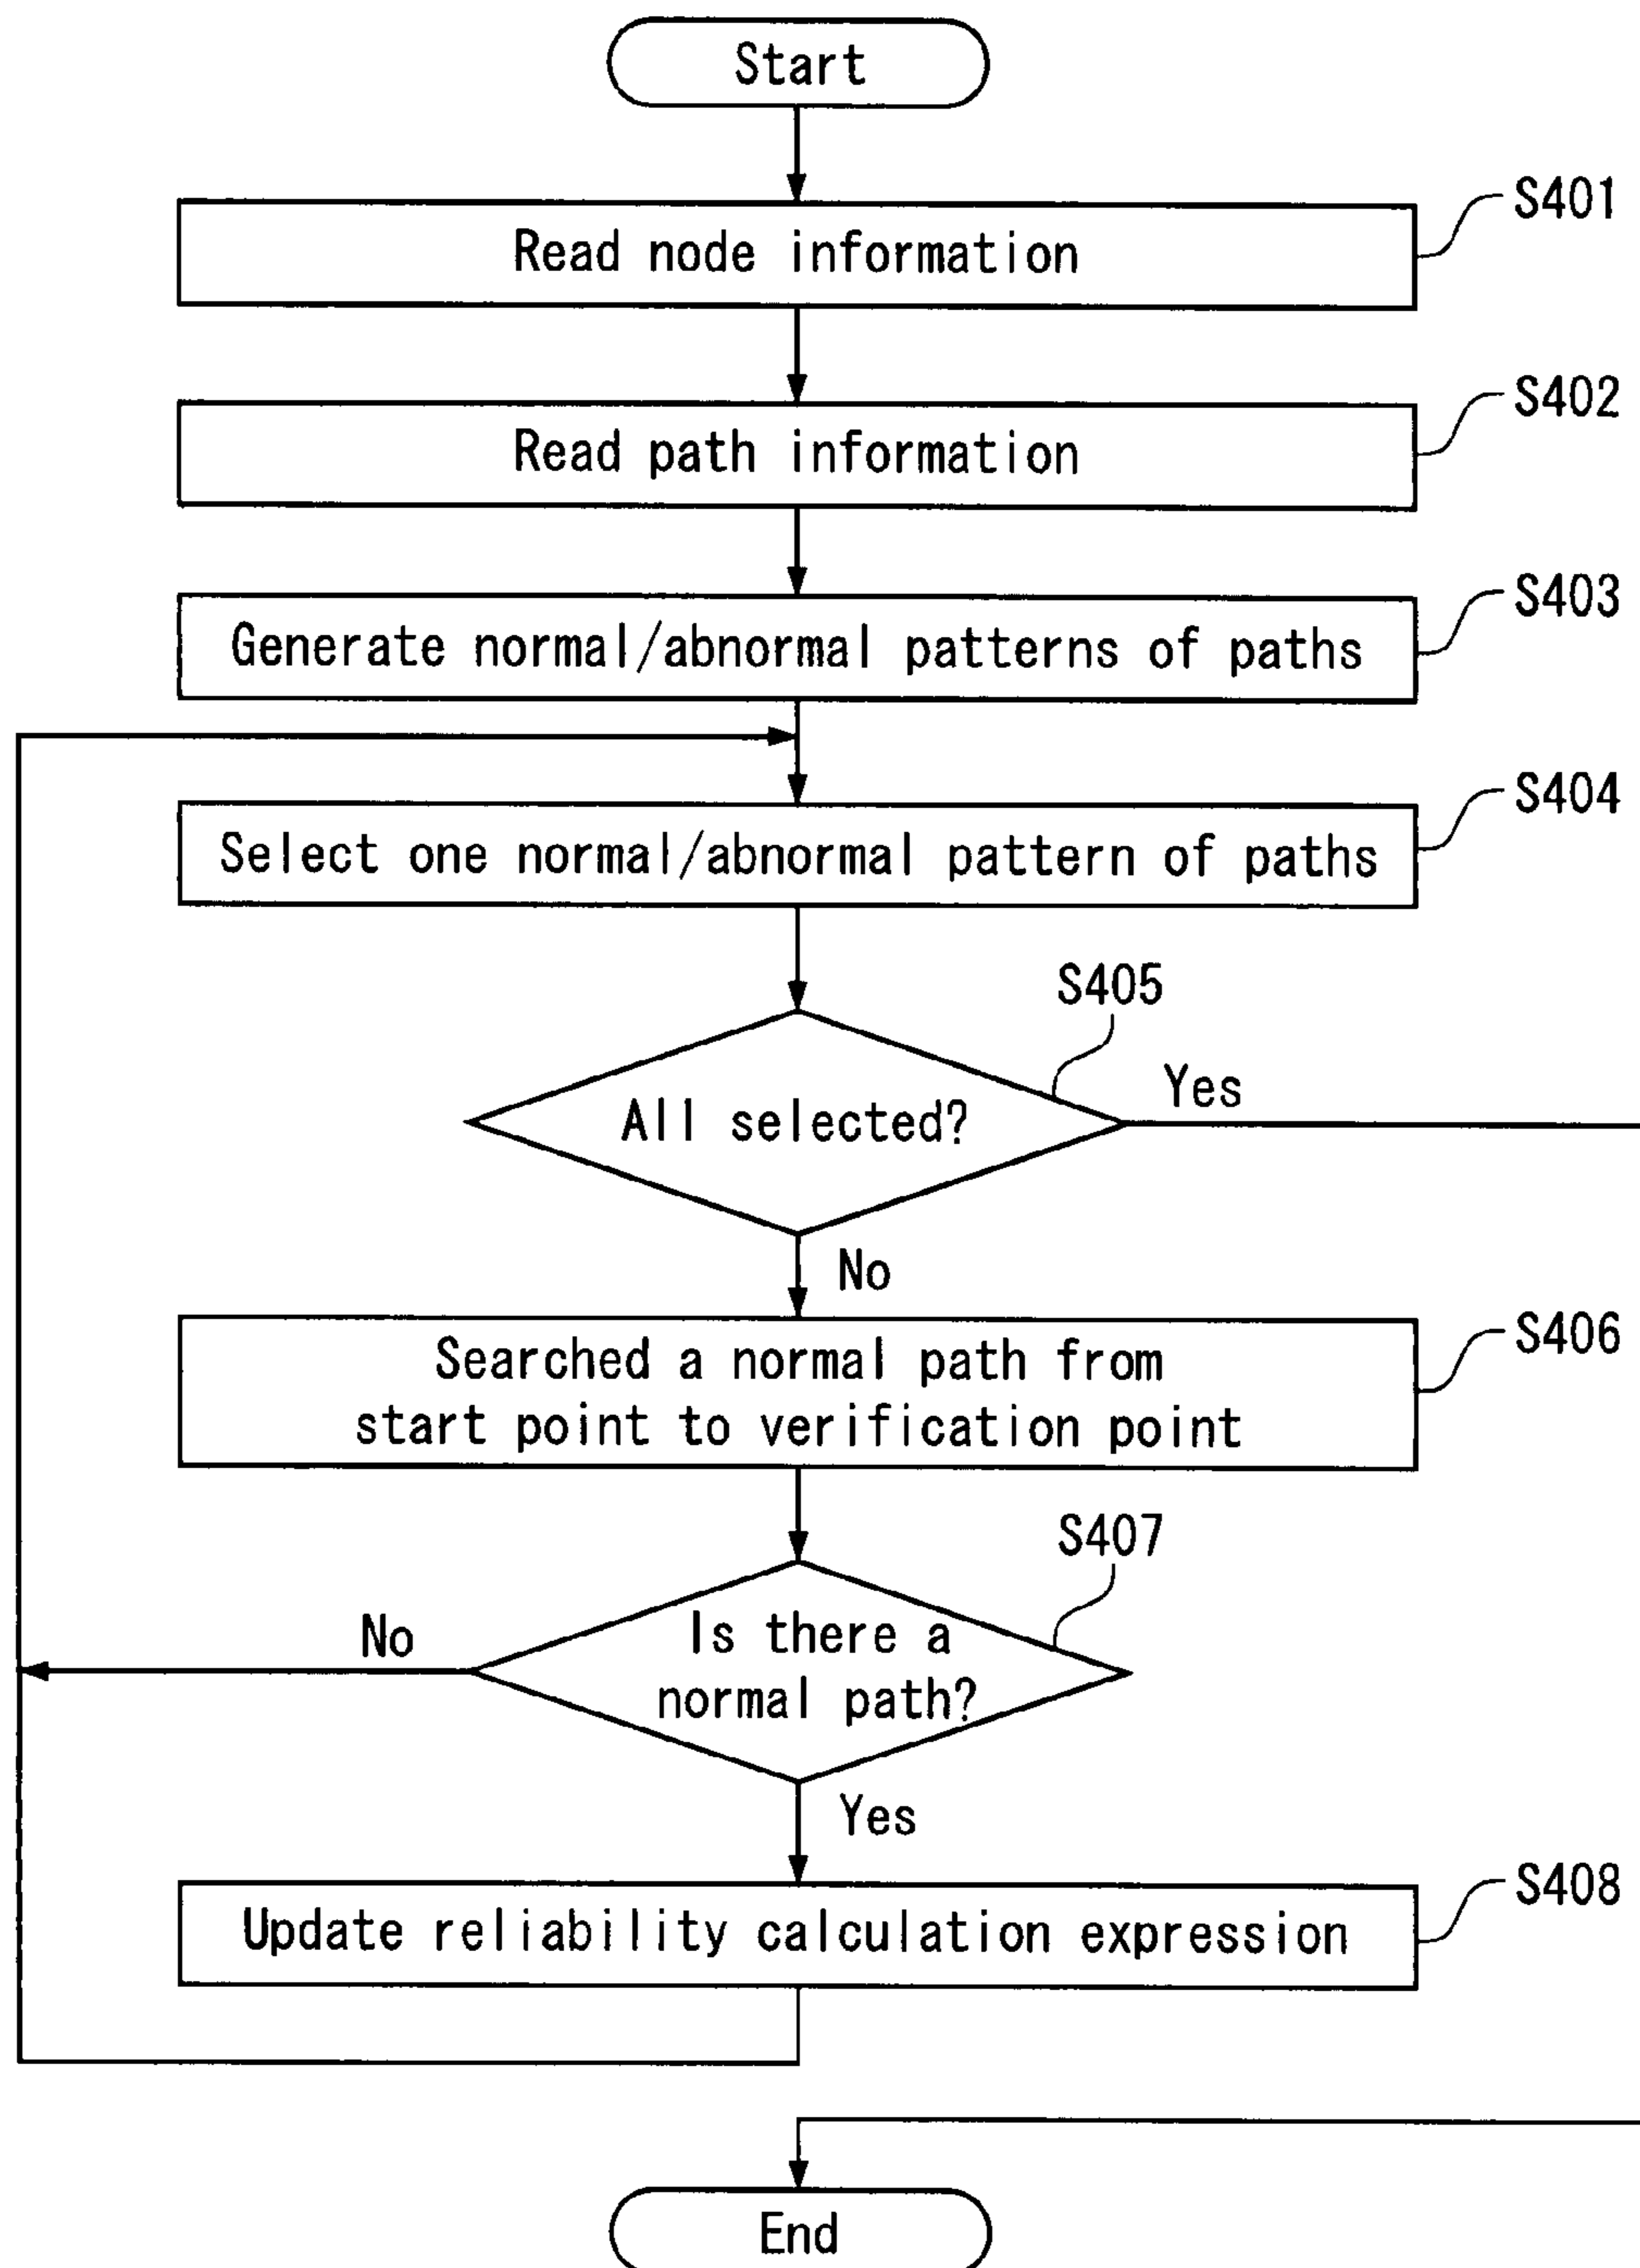 Start
S401
Read node information
S402
Read path information
S403
Generate normal/abnormal patterns of paths
S404
Select one normal/abnormal pattern of paths
S405
All selected?
Yes
No
S406
Searched a normal path from
start point to verification point
S407
Is there a
normal path?
No
Yes
S408
Update reliability calculation expression
End